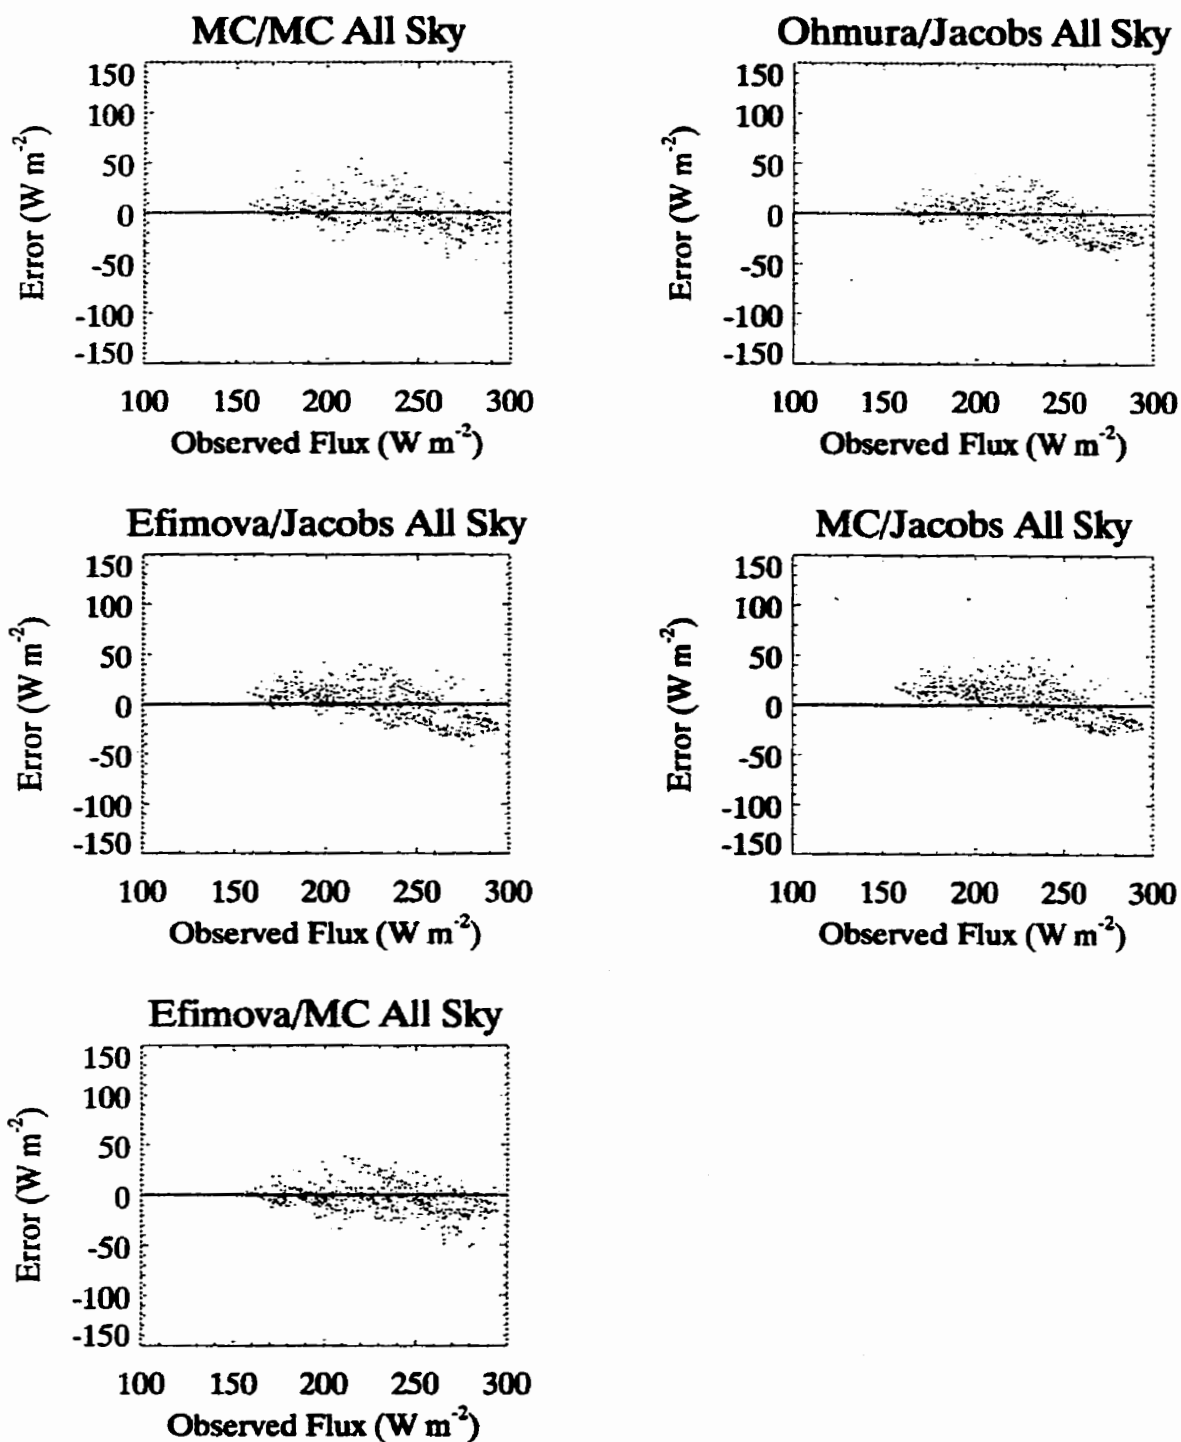 MC/MC All Sky
150
100
50
0
-50
-100
-150
Error (W m⁻²)
100 150 200 250 300
Observed Flux (W m⁻²)
Ohmura/Jacobs All Sky
150
100
50
0
-50
-100
-150
Error (W m⁻²)
100 150 200 250 300
Observed Flux (W m⁻²)
Efimova/Jacobs All Sky
150
100
50
0
-50
-100
-150
Error (W m⁻²)
100 150 200 250 300
Observed Flux (W m⁻²)
MC/Jacobs All Sky
150
100
50
0
-50
-100
-150
Error (W m⁻²)
100 150 200 250 300
Observed Flux (W m⁻²)
Efimova/MC All Sky
150
100
50
0
-50
-100
-150
Error (W m⁻²)
100 150 200 250 300
Observed Flux (W m⁻²)